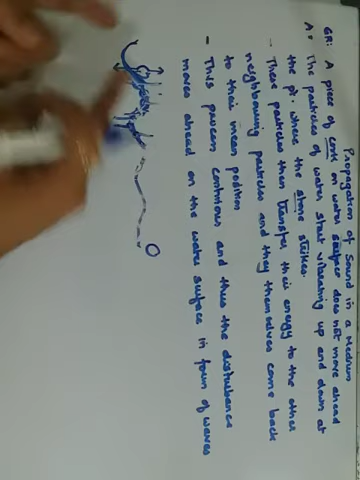 Propagation of Sound in a Medium
GR: A piece of cork on water surface does not move ahead
A: The particles of water start vibrating up and down at
the pt. where the stone strikes.
- These particles then transfer their energy to the other
neighbouring particles and they themselves come back
to their mean position
- This process continues and thus the disturbance
moves ahead on the water surface in form of waves